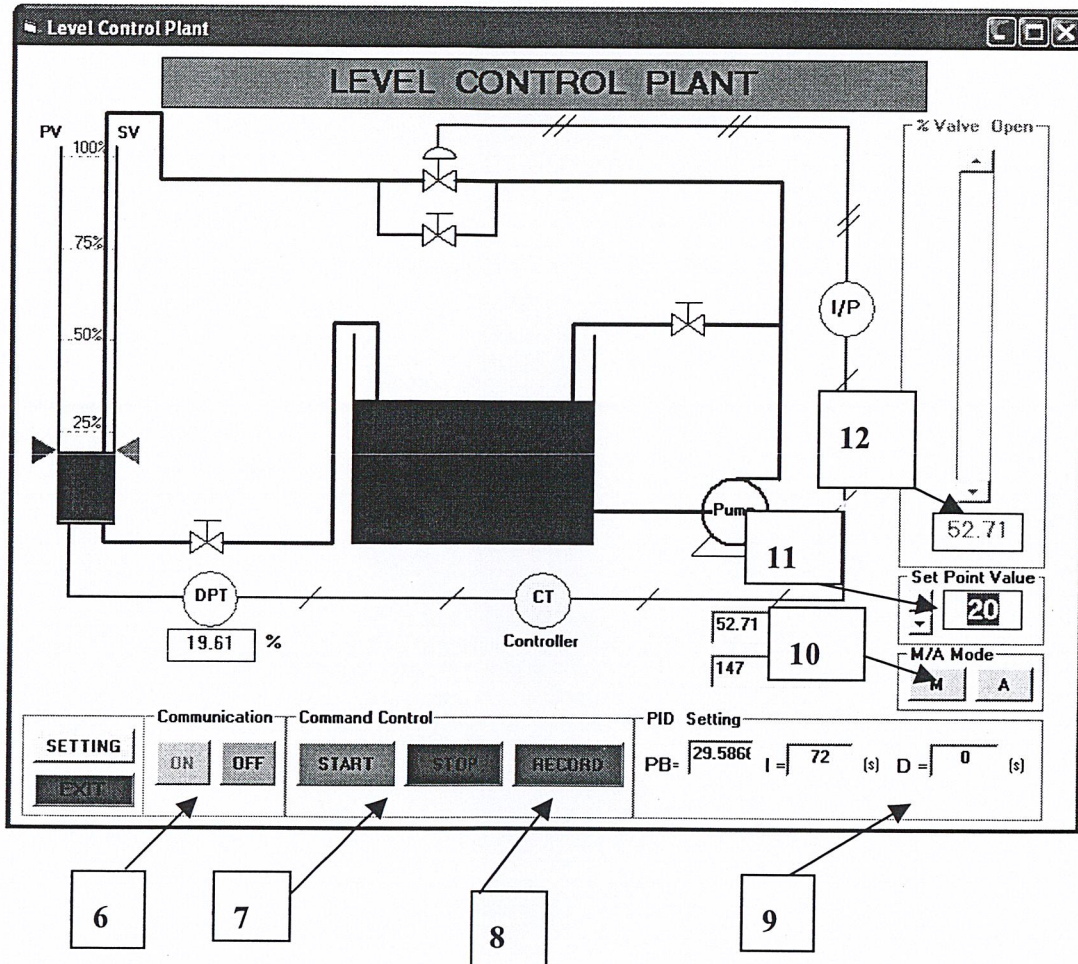 Level Control Plant
LEVEL CONTROL PLANT
PV SV
100%
75%
50%
25%
% Valve Open
I/P
12
52.71
Pump
11
Set Point Value
20
DPT
19.61 %
CT
Controller
52.71
147
10
M/A Mode
M A
SETTING
EXIT
Communication
ON OFF
Command Control
START STOP RECORD
PID Setting
PB= 29.5866 I = 72 (s) D = 0 (s)
6
7
8
9